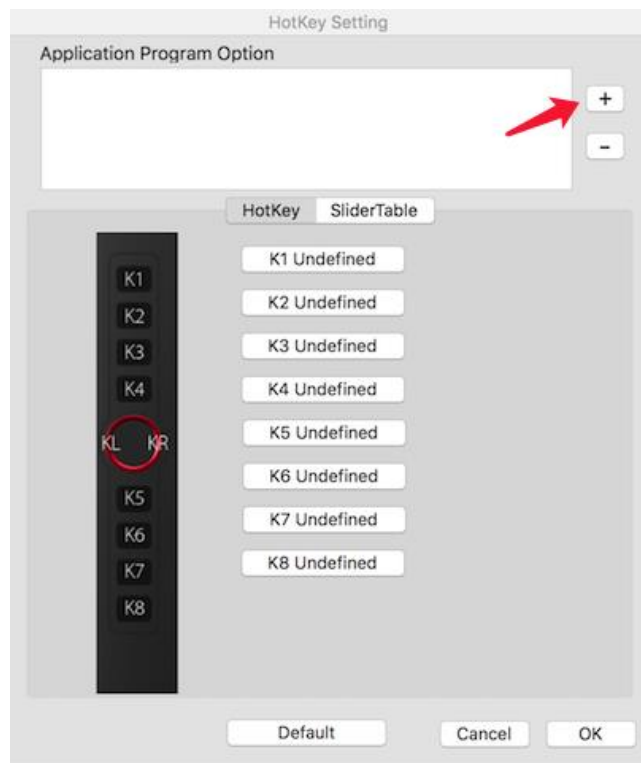 HotKey Setting
Application Program Option
+
-
HotKey SliderTable
K1
K2
K3
K4
KL KR
K5
K6
K7
K8
K1 Undefined
K2 Undefined
K3 Undefined
K4 Undefined
K5 Undefined
K6 Undefined
K7 Undefined
K8 Undefined
Default Cancel OK